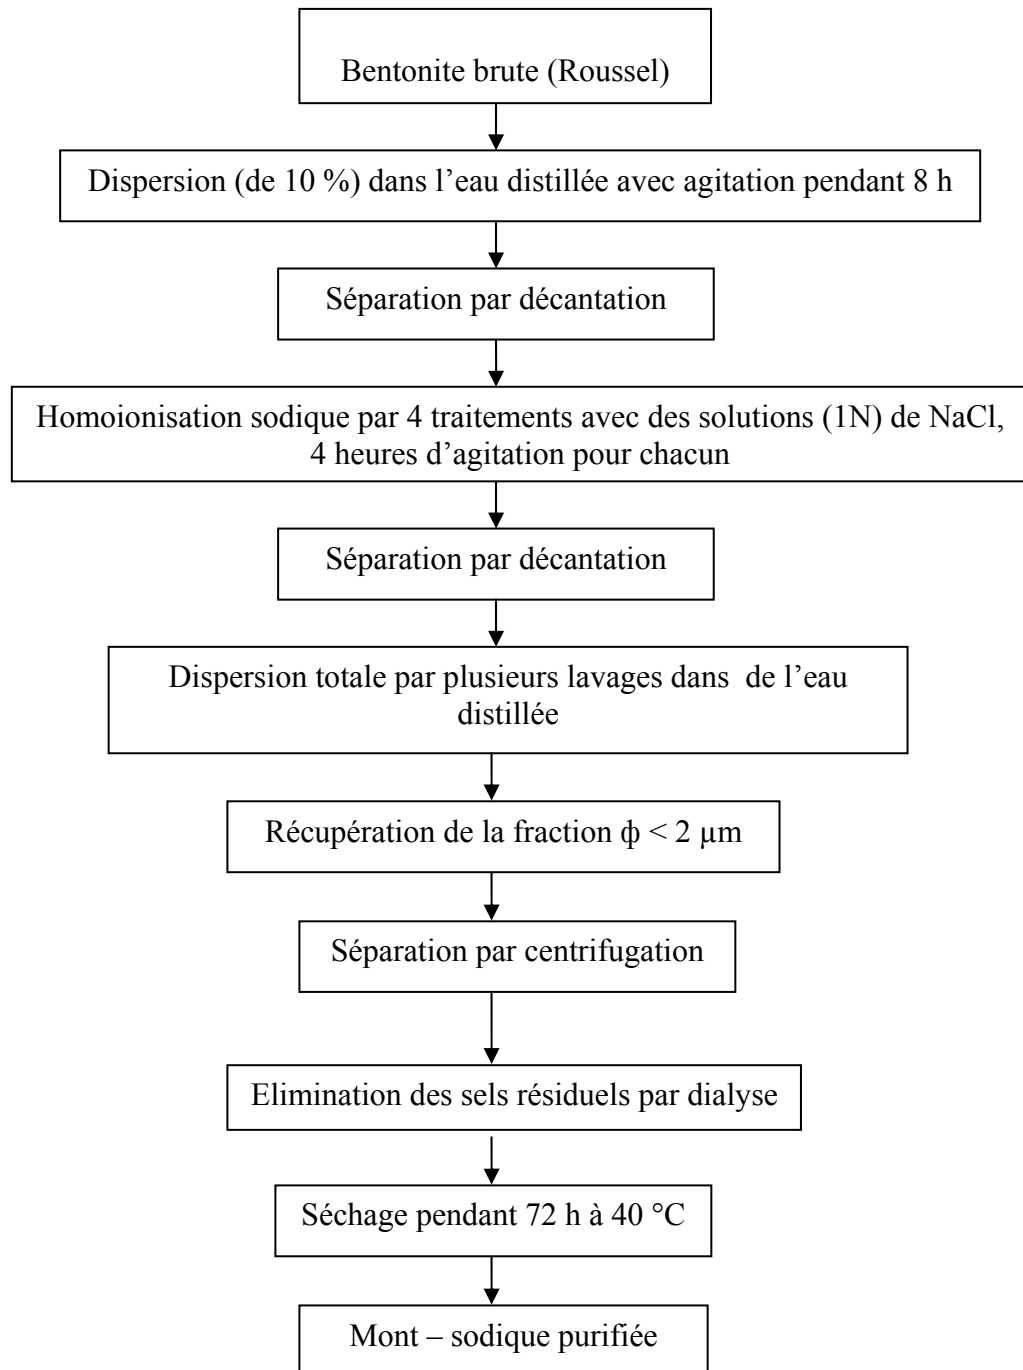 Bentonite brute (Roussel)
Dispersion (de 10 %) dans l’eau distillée avec agitation pendant 8 h
Séparation par décantation
Homoionisation sodique par 4 traitements avec des solutions (1N) de NaCl,
4 heures d’agitation pour chacun
Séparation par décantation
Dispersion totale par plusieurs lavages dans de l’eau
distillée
Récupération de la fraction ф < 2 µm
Séparation par centrifugation
Elimination des sels résiduels par dialyse
Séchage pendant 72 h à 40 °C
Mont – sodique purifiée